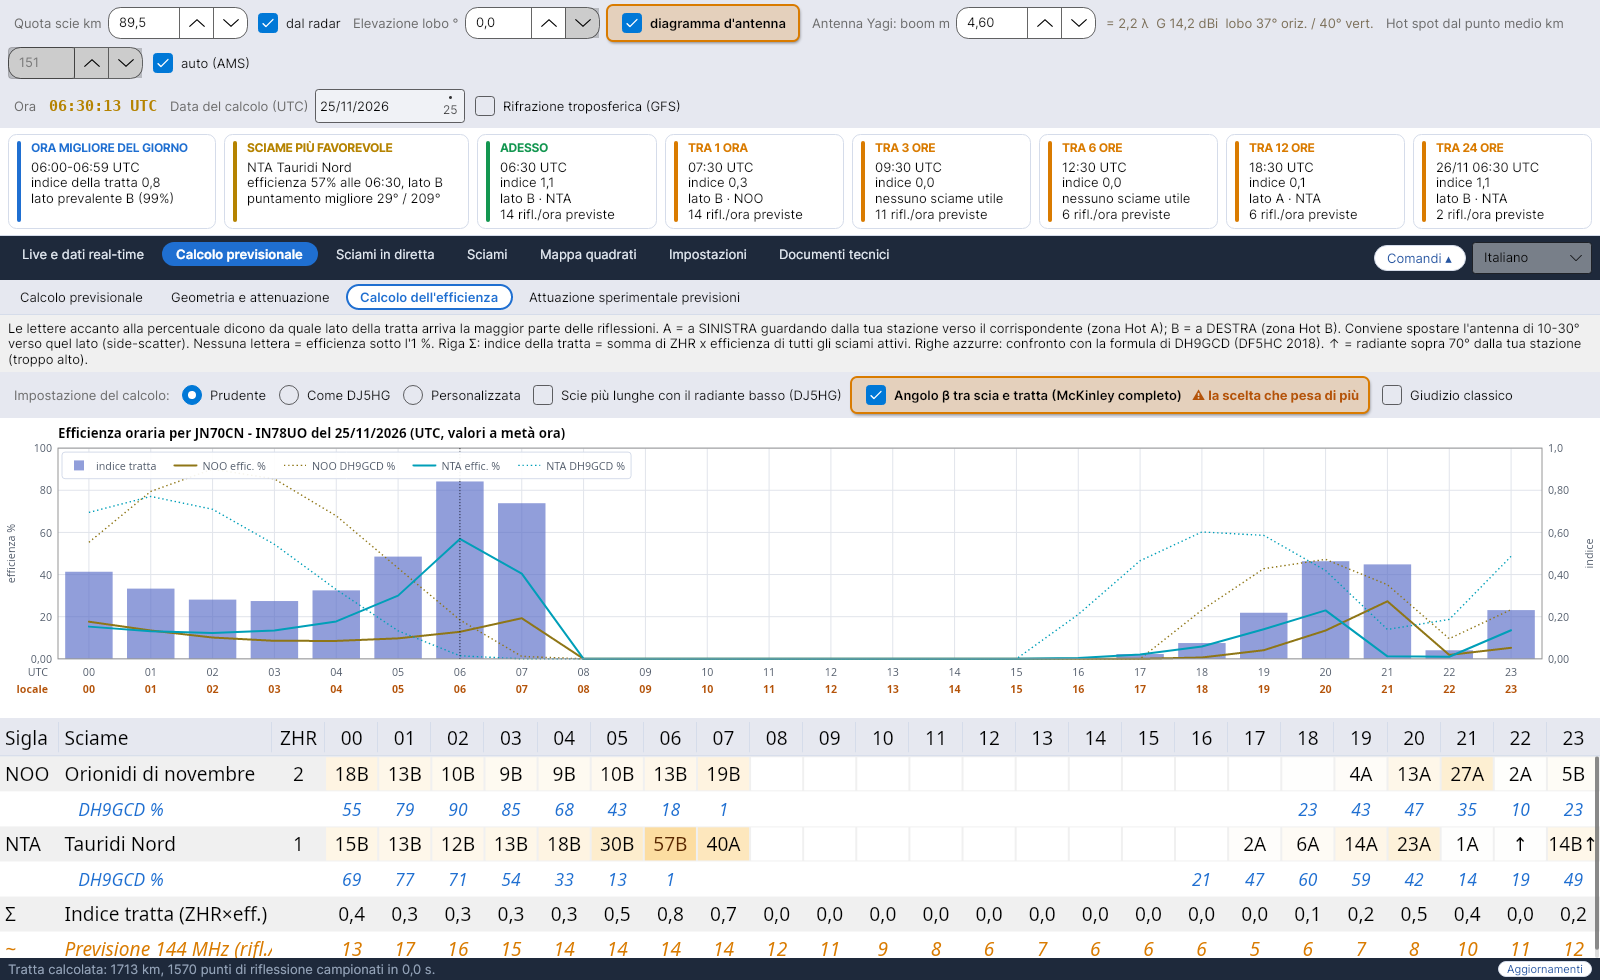 Quota scie km 89,5 dal radar Elevazione lobo ° 0,0 diagramma d'antenna Antenna Yagi: boom m 4,60 = 2,2 λ G 14,2 dBi lobo 37° oriz. / 40° vert. Hot spot dal punto medio km
151 auto (AMS)
Ora 06:30:13 UTC Data del calcolo (UTC) 25/11/2026 25 Rifrazione troposferica (GFS)
ORA MIGLIORE DEL GIORNO
06:00-06:59 UTC
indice della tratta 0,8
lato prevalente B (99%)
SCIAME PIÙ FAVOREVOLE
NTA Tauridi Nord
efficienza 57% alle 06:30, lato B
puntamento migliore 29° / 209°
ADESSO
06:30 UTC
indice 1,1
lato B · NTA
14 rifl./ora previste
TRA 1 ORA
07:30 UTC
indice 0,3
lato B · NOO
14 rifl./ora previste
TRA 3 ORE
09:30 UTC
indice 0,0
nessuno sciame utile
11 rifl./ora previste
TRA 6 ORE
12:30 UTC
indice 0,0
nessuno sciame utile
6 rifl./ora previste
TRA 12 ORE
18:30 UTC
indice 0,1
lato A · NTA
6 rifl./ora previste
TRA 24 ORE
26/11 06:30 UTC
indice 1,1
lato B · NTA
2 rifl./ora previste
Live e dati real-time Calcolo previsionale Sciami in diretta Sciami Mappa quadrati Impostazioni Documenti tecnici Comandi ▴ Italiano
Calcolo previsionale Geometria e attenuazione Calcolo dell'efficienza Attuazione sperimentale previsioni
Le lettere accanto alla percentuale dicono da quale lato della tratta arriva la maggior parte delle riflessioni. A = a SINISTRA guardando dalla tua stazione verso il corrispondente (zona Hot A); B = a DESTRA (zona Hot B). Conviene spostare l'antenna di 10-30°
verso quel lato (side-scatter). Nessuna lettera = efficienza sotto l'1 %. Riga Σ: indice della tratta = somma di ZHR x efficienza di tutti gli sciami attivi. Righe azzurre: confronto con la formula di DH9GCD (DF5HC 2018). ↑ = radiante sopra 70° dalla tua stazione
(troppo alto).
Impostazione del calcolo: Prudente Come DJ5HG Personalizzata Scie più lunghe con il radiante basso (DJ5HG) Angolo β tra scia e tratta (McKinley completo) ⚠ la scelta che pesa di più Giudizio classico
Efficienza oraria per JN70CN - IN78UO del 25/11/2026 (UTC, valori a metà ora)
indice tratta NOO effic. % NOO DH9GCD % NTA effic. % NTA DH9GCD %
efficienza %
100
80
60
40
20
0,00
indice
1,0
0,80
0,60
0,40
0,20
0,00
UTC 00 01 02 03 04 05 06 07 08 09 10 11 12 13 14 15 16 17 18 19 20 21 22 23
locale 00 01 02 03 04 05 06 07 08 09 10 11 12 13 14 15 16 17 18 19 20 21 22 23
Sigla Sciame ZHR 00 01 02 03 04 05 06 07 08 09 10 11 12 13 14 15 16 17 18 19 20 21 22 23
NOO Orionidi di novembre 2 18B 13B 10B 9B 9B 10B 13B 19B 4A 13A 27A 2A 5B
DH9GCD % 55 79 90 85 68 43 18 1 23 43 47 35 10 23
NTA Tauridi Nord 1 15B 13B 12B 13B 18B 30B 57B 40A 2A 6A 14A 23A 1A ↑ 14B↑
DH9GCD % 69 77 71 54 33 13 1 21 47 60 59 42 14 19 49
Σ Indice tratta (ZHR×eff.) 0,4 0,3 0,3 0,3 0,3 0,5 0,8 0,7 0,0 0,0 0,0 0,0 0,0 0,0 0,0 0,0 0,0 0,0 0,1 0,2 0,5 0,4 0,0 0,2
~ Previsione 144 MHz (rifl./ 13 17 16 15 14 14 14 14 12 11 9 8 6 7 6 6 6 5 6 7 8 10 11 12
Tratta calcolata: 1713 km, 1570 punti di riflessione campionati in 0,0 s. Aggiornamenti